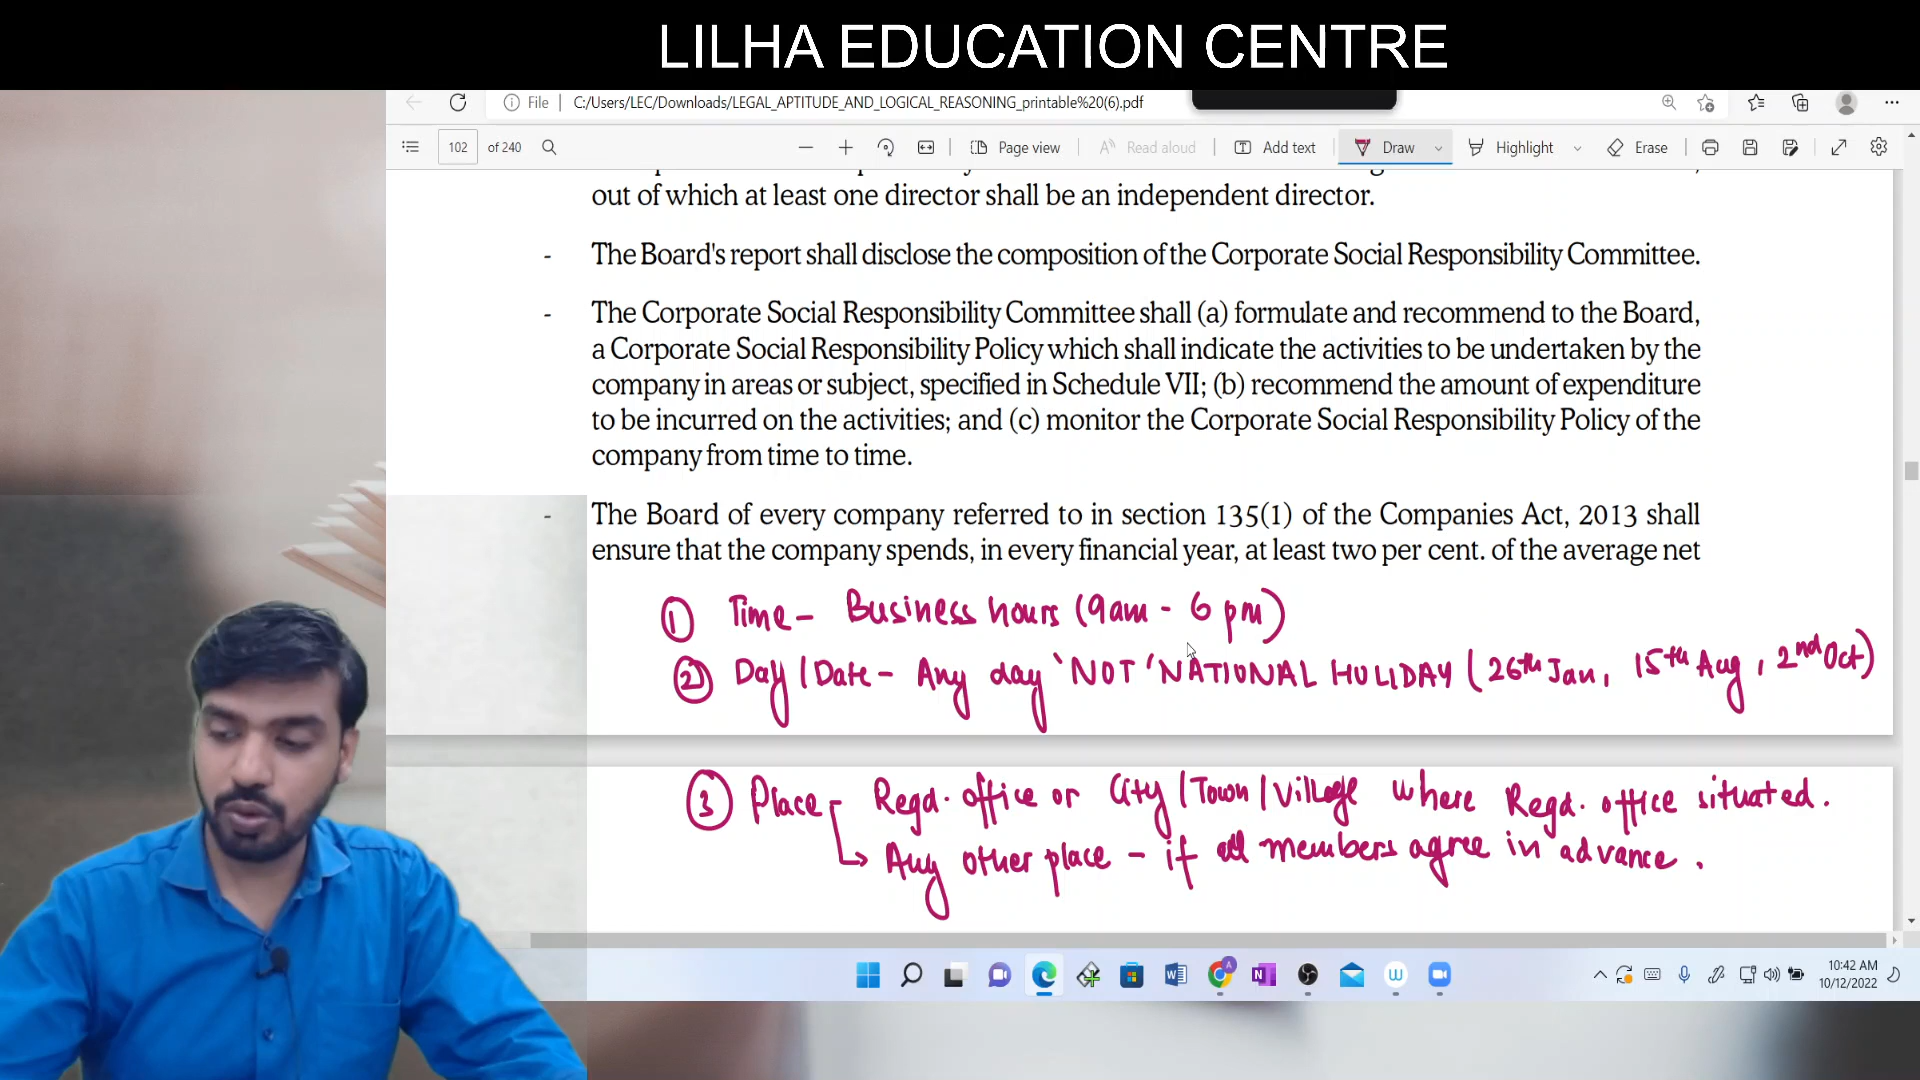 LILHA EDUCATION CENTRE
File | C:/Users/LEC/Downloads/LEGAL_APTITUDE_AND_LOGICAL_REASONING_printable%20(6).pdf
102 of 240 Page view Read aloud Add text Draw Highlight Erase
out of which at least one director shall be an independent director.
- The Board's report shall disclose the composition of the Corporate Social Responsibility Committee.
- The Corporate Social Responsibility Committee shall (a) formulate and recommend to the Board,
a Corporate Social Responsibility Policy which shall indicate the activities to be undertaken by the
company in areas or subject, specified in Schedule VII; (b) recommend the amount of expenditure
to be incurred on the activities; and (c) monitor the Corporate Social Responsibility Policy of the
company from time to time.
- The Board of every company referred to in section 135(1) of the Companies Act, 2013 shall
ensure that the company spends, in every financial year, at least two per cent. of the average net
① Time - Business hours (9am - 6 pm)
② Day/Date - Any day 'NOT' NATIONAL HOLIDAY (26th Jan, 15th Aug, 2nd Oct)
③ Place - Regd. office or City/Town/Village where Regd. office situated.
↳ Any other place - if all members agree in advance.
10:42 AM
10/12/2022